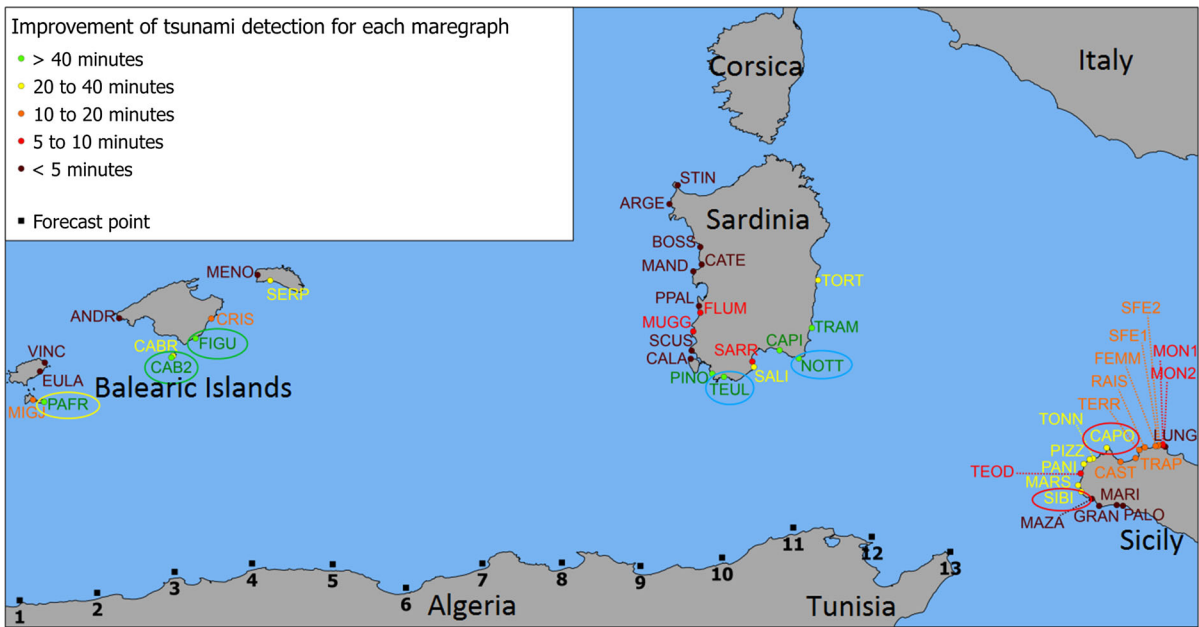 Improvement of tsunami detection for each maregraph
> 40 minutes
20 to 40 minutes
10 to 20 minutes
5 to 10 minutes
< 5 minutes
Forecast point
Corsica
Italy
STIN
ARGE
Sardinia
BOSS
CATE
MAND
MENO
SERP
TORT
PPAL
FLUM
ANDR
CRIS
MUGG
TRAM
SCUS
CAPI
CABR
FIGU
VINC
CALA
SARR
NOTT
CAB2
EULA
PINO
SALI
Balearic Islands
TEUL
MIGJ
PAFR
SFE2
SFE1
MON1
FEMM
MON2
RAIS
TERR
TONN
CAPO
LUNG
PIZZ
PANI
TRAP
TEOD
CAST
MARS
SIBI
MARI
MAZA
GRAN
PALO
Sicily
1
2
3
4
5
6
7
8
9
10
11
12
13
Algeria
Tunisia